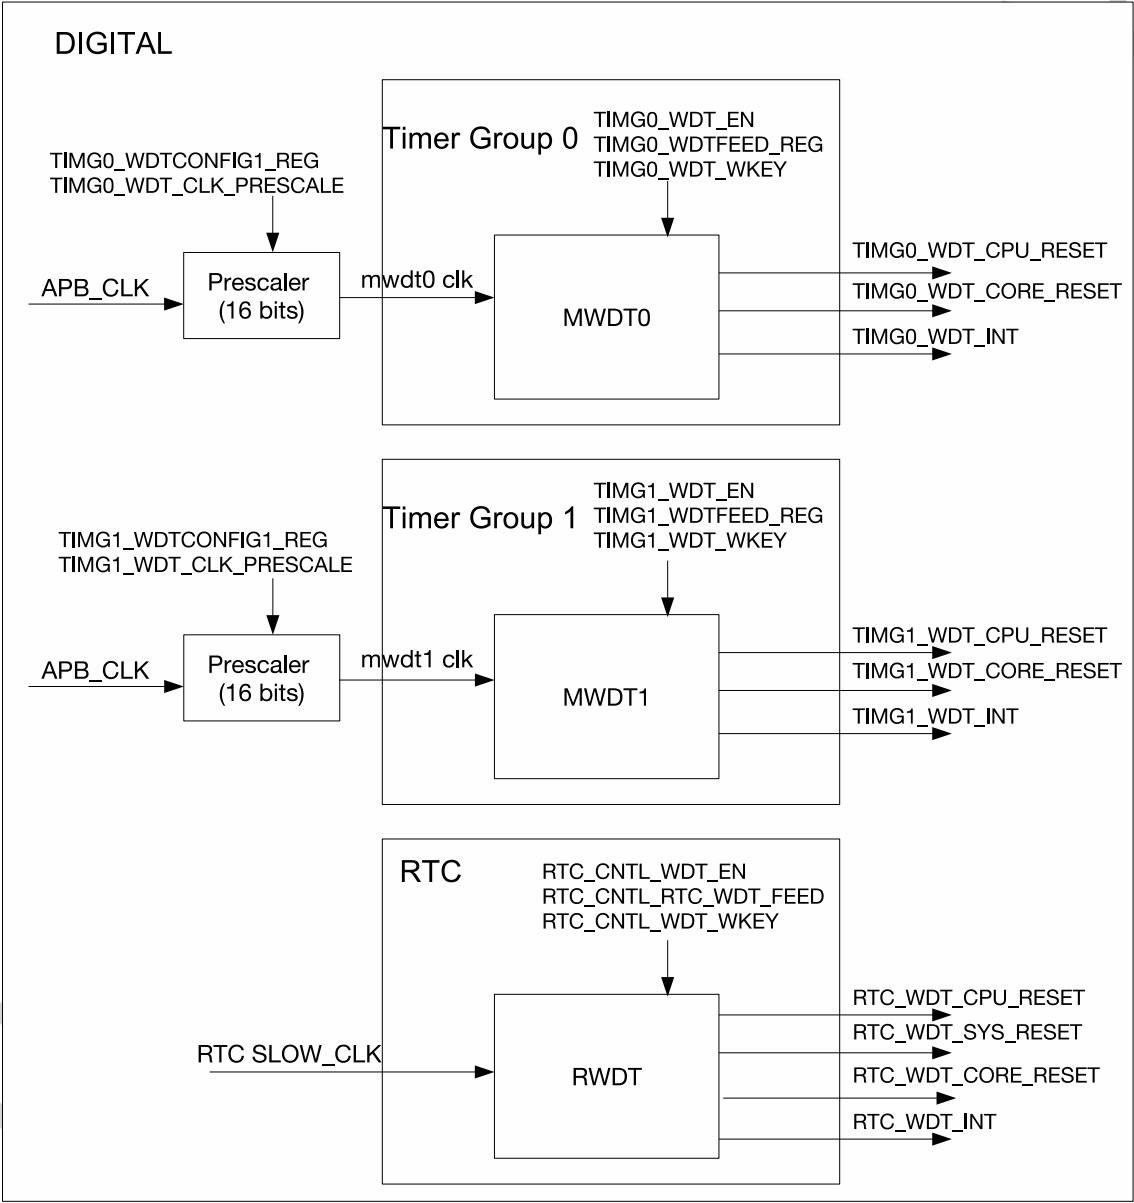 DIGITAL
Timer Group 0
TIMG0_WDT_EN
TIMG0_WDTFEED_REG
TIMG0_WDT_WKEY
TIMG0_WDTCONFIG1_REG
TIMG0_WDT_CLK_PRESCALE
APB_CLK
Prescaler
(16 bits)
mwdt0 clk
MWDT0
TIMG0_WDT_CPU_RESET
TIMG0_WDT_CORE_RESET
TIMG0_WDT_INT
Timer Group 1
TIMG1_WDT_EN
TIMG1_WDTFEED_REG
TIMG1_WDT_WKEY
TIMG1_WDTCONFIG1_REG
TIMG1_WDT_CLK_PRESCALE
APB_CLK
Prescaler
(16 bits)
mwdt1 clk
MWDT1
TIMG1_WDT_CPU_RESET
TIMG1_WDT_CORE_RESET
TIMG1_WDT_INT
RTC
RTC_CNTL_WDT_EN
RTC_CNTL_RTC_WDT_FEED
RTC_CNTL_WDT_WKEY
RTC SLOW_CLK
RWDT
RTC_WDT_CPU_RESET
RTC_WDT_SYS_RESET
RTC_WDT_CORE_RESET
RTC_WDT_INT